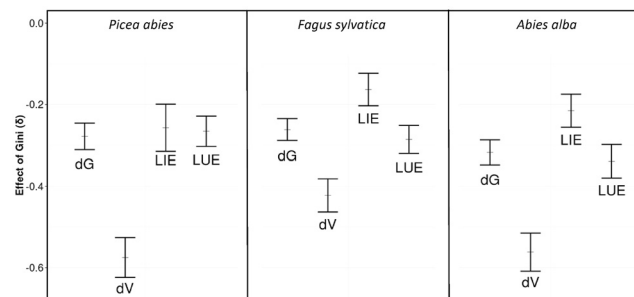 Picea abies
Fagus sylvatica
Abies alba
Effect of Gini (δ)
0.0
-0.2
-0.4
-0.6
dG
dV
LIE
LUE
dG
dV
LIE
LUE
dG
dV
LIE
LUE